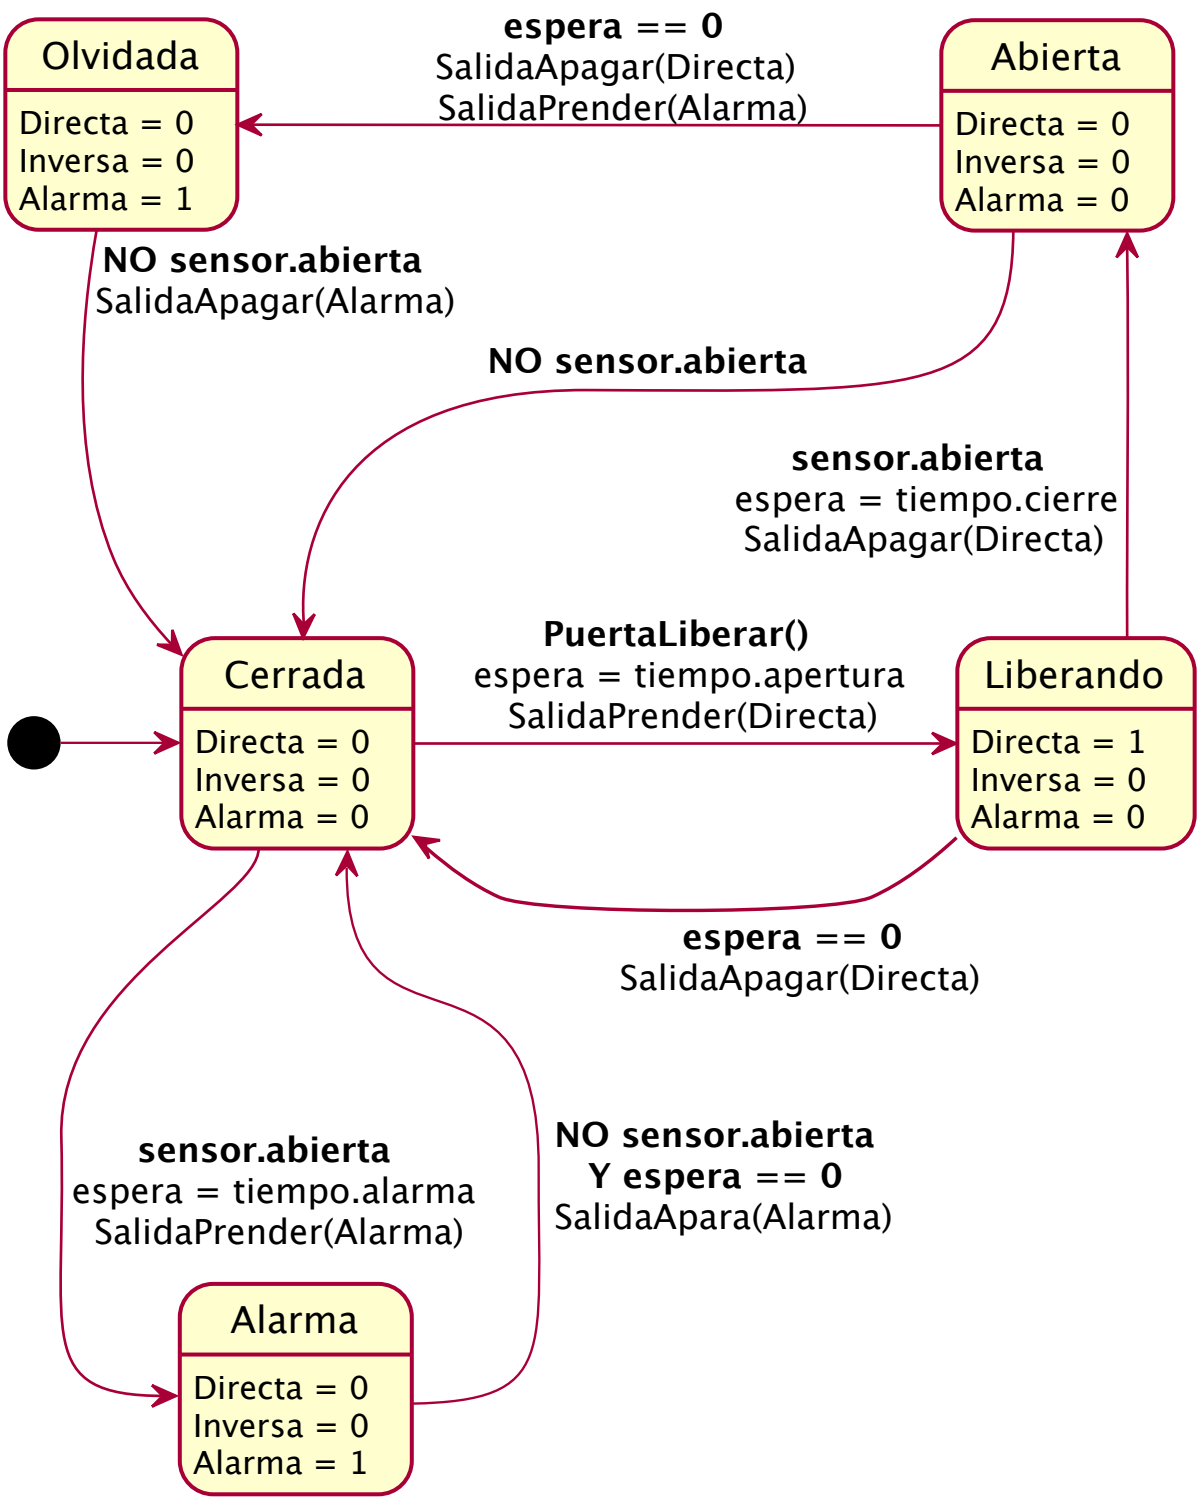 Olvidada
Directa = 0
Inversa = 0
Alarma = 1
espera == 0
SalidaApagar(Directa)
SalidaPrender(Alarma)
Abierta
Directa = 0
Inversa = 0
Alarma = 0
NO sensor.abierta
SalidaApagar(Alarma)
NO sensor.abierta
sensor.abierta
espera = tiempo.cierre
SalidaApagar(Directa)
Cerrada
Directa = 0
Inversa = 0
Alarma = 0
PuertaLiberar()
espera = tiempo.apertura
SalidaPrender(Directa)
Liberando
Directa = 1
Inversa = 0
Alarma = 0
espera == 0
SalidaApagar(Directa)
sensor.abierta
espera = tiempo.alarma
SalidaPrender(Alarma)
NO sensor.abierta
Y espera == 0
SalidaApara(Alarma)
Alarma
Directa = 0
Inversa = 0
Alarma = 1